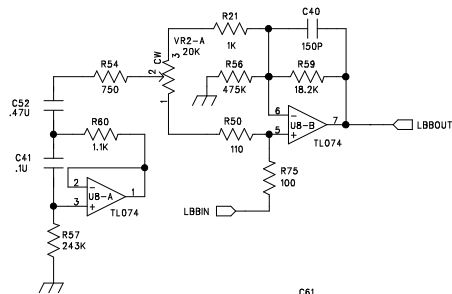 R21
1K
C40
150P
VR2-A
20K
CW
3
2
1
R54
750
R56
475K
R59
18.2K
C52
.47U
R60
1.1K
C41
.1U
R50
110
6
5
7
U8-B
TL074
LBBOUT
R75
100
LBBIN
2
3
1
U8-A
TL074
R57
243K
C61